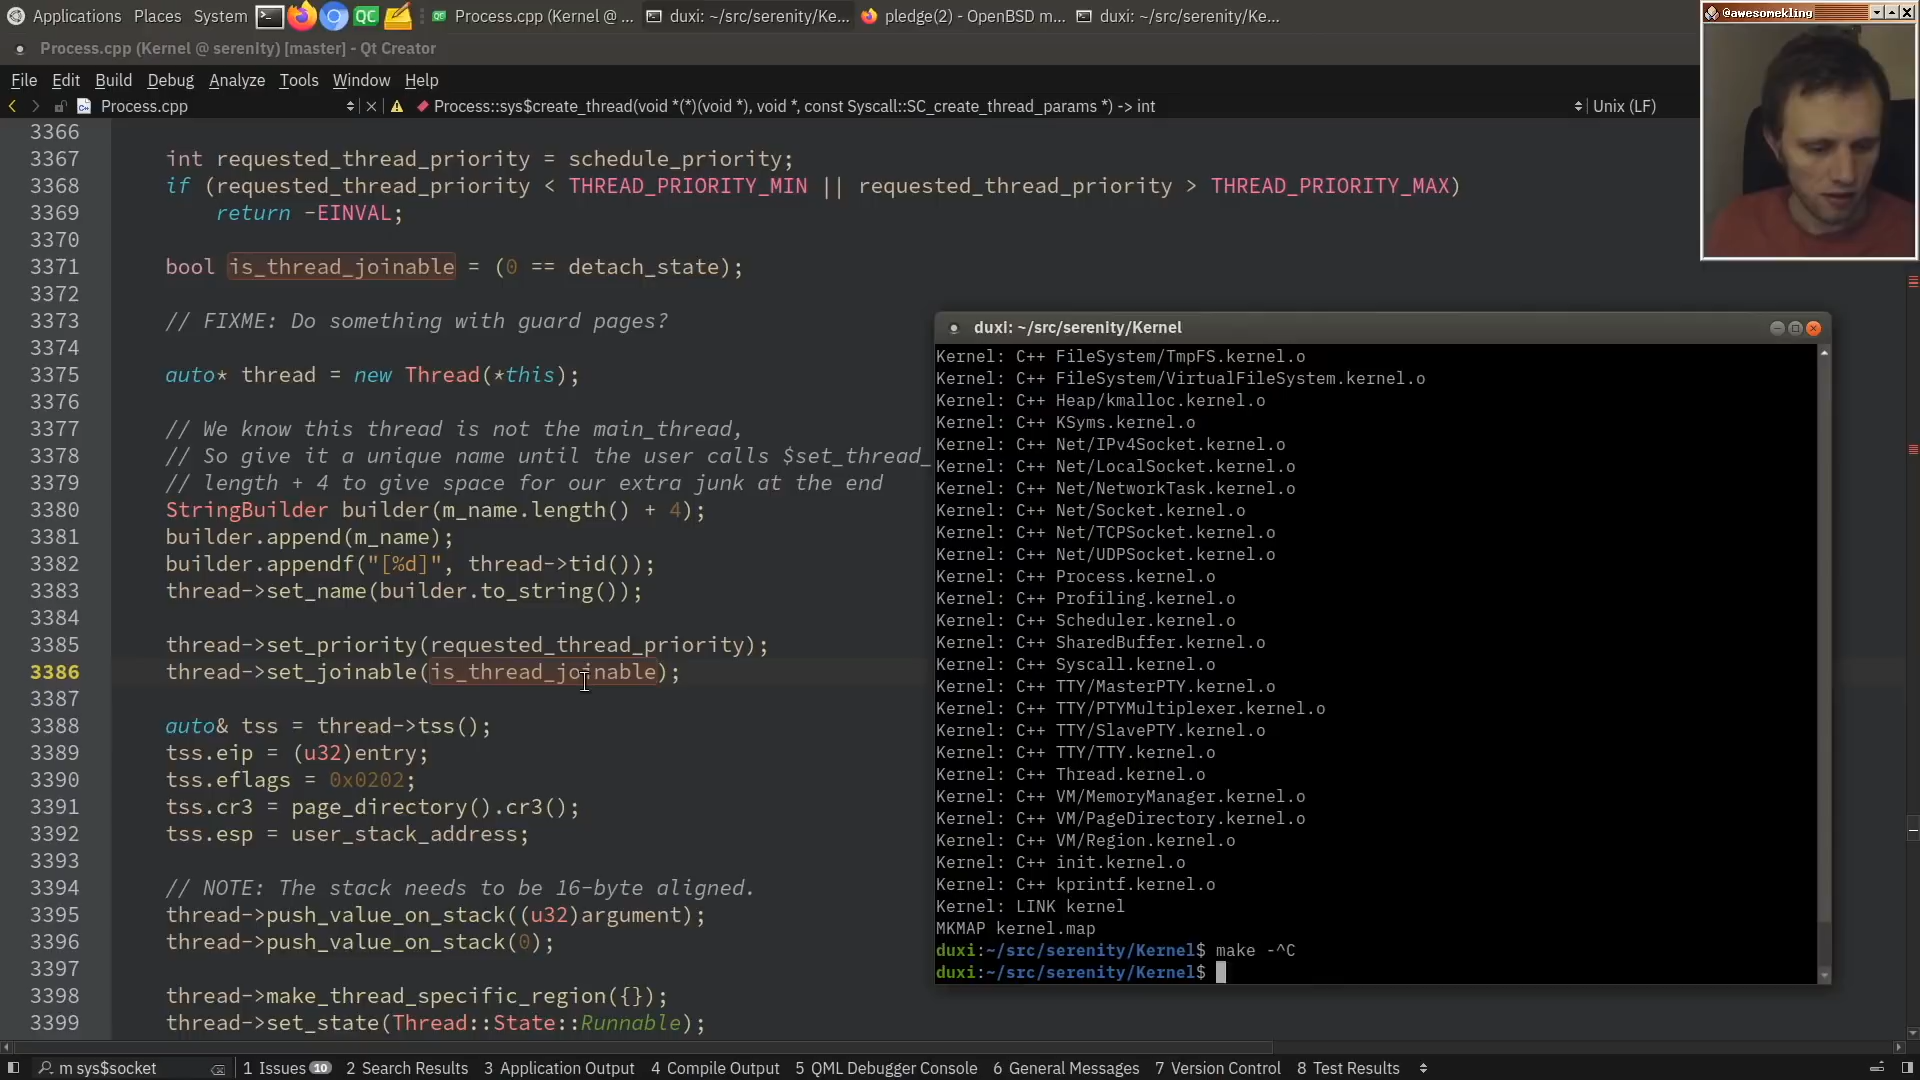 Applications Places System QC Process.cpp (Kernel @ ... duxi: ~/src/serenity/Ke... pledge(2) - OpenBSD m... duxi: ~/src/serenity/Ke...
@awesomekling
Process.cpp (Kernel @ serenity) [master] - Qt Creator
File Edit Build Debug Analyze Tools Window Help
Process.cpp Process::sys$create_thread(void *(*)(void *), void *, const Syscall::SC_create_thread_params *) -> int Unix (LF)
3366
3367 int requested_thread_priority = schedule_priority;
3368 if (requested_thread_priority < THREAD_PRIORITY_MIN || requested_thread_priority > THREAD_PRIORITY_MAX)
3369 return -EINVAL;
3370
3371 bool is_thread_joinable = (0 == detach_state);
3372
3373 // FIXME: Do something with guard pages?
3374
3375 auto* thread = new Thread(*this);
3376
3377 // We know this thread is not the main_thread,
3378 // So give it a unique name until the user calls $set_thread_
3379 // length + 4 to give space for our extra junk at the end
3380 StringBuilder builder(m_name.length() + 4);
3381 builder.append(m_name);
3382 builder.appendf("[%d]", thread->tid());
3383 thread->set_name(builder.to_string());
3384
3385 thread->set_priority(requested_thread_priority);
3386 thread->set_joinable(is_thread_joinable);
3387
3388 auto& tss = thread->tss();
3389 tss.eip = (u32)entry;
3390 tss.eflags = 0x0202;
3391 tss.cr3 = page_directory().cr3();
3392 tss.esp = user_stack_address;
3393
3394 // NOTE: The stack needs to be 16-byte aligned.
3395 thread->push_value_on_stack((u32)argument);
3396 thread->push_value_on_stack(0);
3397
3398 thread->make_thread_specific_region({});
3399 thread->set_state(Thread::State::Runnable);
duxi: ~/src/serenity/Kernel
Kernel: C++ FileSystem/TmpFS.kernel.o
Kernel: C++ FileSystem/VirtualFileSystem.kernel.o
Kernel: C++ Heap/kmalloc.kernel.o
Kernel: C++ KSyms.kernel.o
Kernel: C++ Net/IPv4Socket.kernel.o
Kernel: C++ Net/LocalSocket.kernel.o
Kernel: C++ Net/NetworkTask.kernel.o
Kernel: C++ Net/Socket.kernel.o
Kernel: C++ Net/TCPSocket.kernel.o
Kernel: C++ Net/UDPSocket.kernel.o
Kernel: C++ Process.kernel.o
Kernel: C++ Profiling.kernel.o
Kernel: C++ Scheduler.kernel.o
Kernel: C++ SharedBuffer.kernel.o
Kernel: C++ Syscall.kernel.o
Kernel: C++ TTY/MasterPTY.kernel.o
Kernel: C++ TTY/PTYMultiplexer.kernel.o
Kernel: C++ TTY/SlavePTY.kernel.o
Kernel: C++ TTY/TTY.kernel.o
Kernel: C++ Thread.kernel.o
Kernel: C++ VM/MemoryManager.kernel.o
Kernel: C++ VM/PageDirectory.kernel.o
Kernel: C++ VM/Region.kernel.o
Kernel: C++ init.kernel.o
Kernel: C++ kprintf.kernel.o
Kernel: LINK kernel
MKMAP kernel.map
duxi:~/src/serenity/Kernel$ make -^C
duxi:~/src/serenity/Kernel$
m sys$socket 1 Issues 10 2 Search Results 3 Application Output 4 Compile Output 5 QML Debugger Console 6 General Messages 7 Version Control 8 Test Results